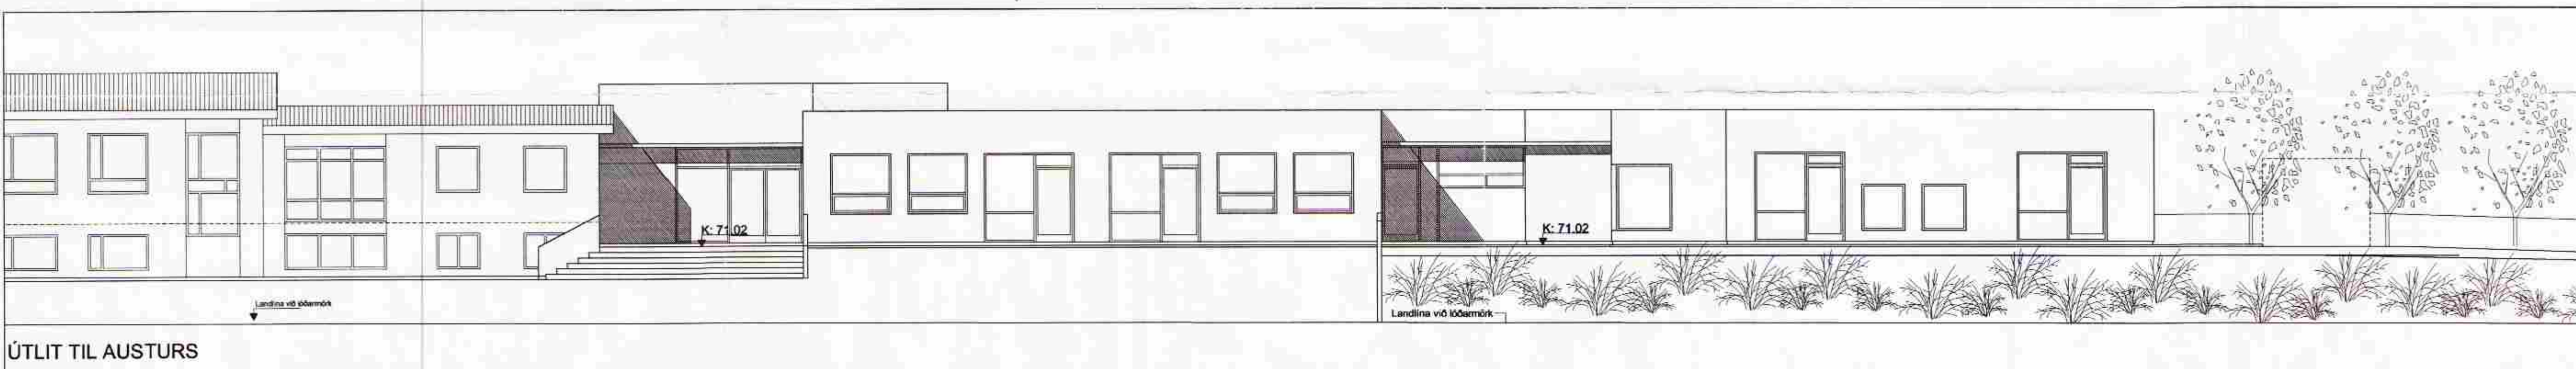 K: 71.02
K: 71.02
Landlína við lóðarmörk
Landlína við lóðarmörk
ÚTLIT TIL AUSTURS